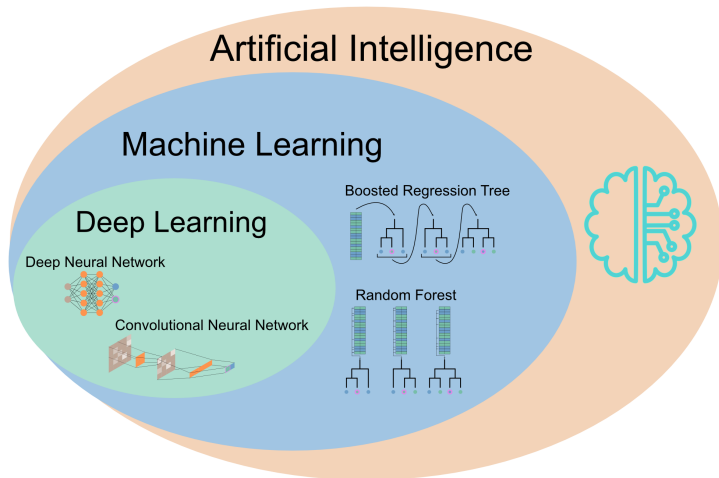 Artificial Intelligence
Machine Learning
Boosted Regression Tree
Deep Learning
Deep Neural Network
Random Forest
Convolutional Neural Network